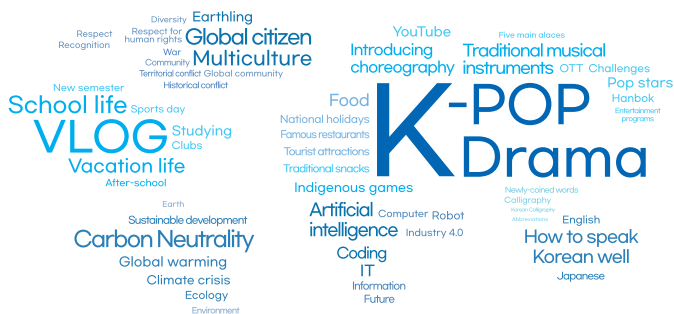 Diversity
Earthling
Respect
Recognition
Respect for
human rights
Global citizen
War
Multiculture
Community
Territorial conflict
Global community
Historical conflict
YouTube
Five main alaces
Introducing
choreography
Traditional musical
instruments
OTT
Challenges
Pop stars
Hanbok
Entertainment
programs
New semester
School life
Sports day
VLOG
Studying
Clubs
Vacation life
After-school
Food
National holidays
Famous restaurants
Tourist attractions
Traditional snacks
K-POP
Drama
Indigenous games
Earth
Sustainable development
Carbon Neutrality
Global warming
Climate crisis
Ecology
Environment
Artificial
intelligence
Computer
Robot
Industry 4.0
Coding
IT
Information
Future
Newly-coined words
Calligraphy
Korean Calligraphy
Abbreviations
English
How to speak
Korean well
Japanese